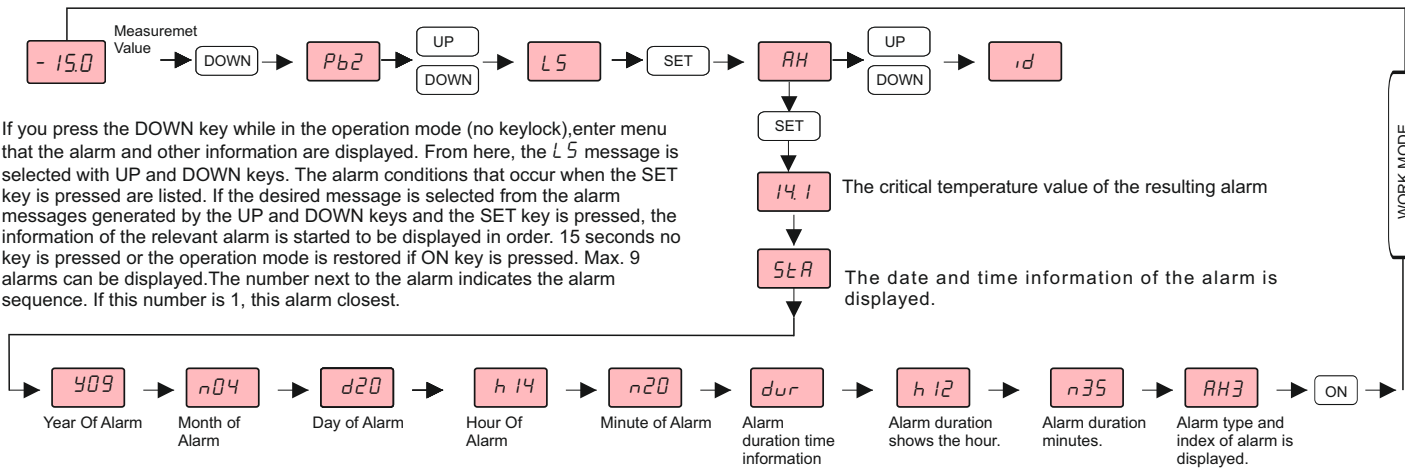 Measuremet
Value
- 15.0
DOWN
Pb2
UP
DOWN
LS
SET
AH
UP
DOWN
id
WORK MODE
If you press the DOWN key while in the operation mode (no keylock),enter menu
that the alarm and other information are displayed. From here, the LS message is
selected with UP and DOWN keys. The alarm conditions that occur when the SET
key is pressed are listed. If the desired message is selected from the alarm
messages generated by the UP and DOWN keys and the SET key is pressed, the
information of the relevant alarm is started to be displayed in order. 15 seconds no
key is pressed or the operation mode is restored if ON key is pressed. Max. 9
alarms can be displayed.The number next to the alarm indicates the alarm
sequence. If this number is 1, this alarm closest.
SET
14.1
The critical temperature value of the resulting alarm
StA
The date and time information of the alarm is
displayed.
y09
n04
d20
h14
n20
dur
h12
n35
AH3
ON
Year Of Alarm
Month of
Alarm
Day of Alarm
Hour Of
Alarm
Minute of Alarm
Alarm
duration time
information
Alarm duration
shows the hour.
Alarm duration
minutes.
Alarm type and
index of alarm is
displayed.